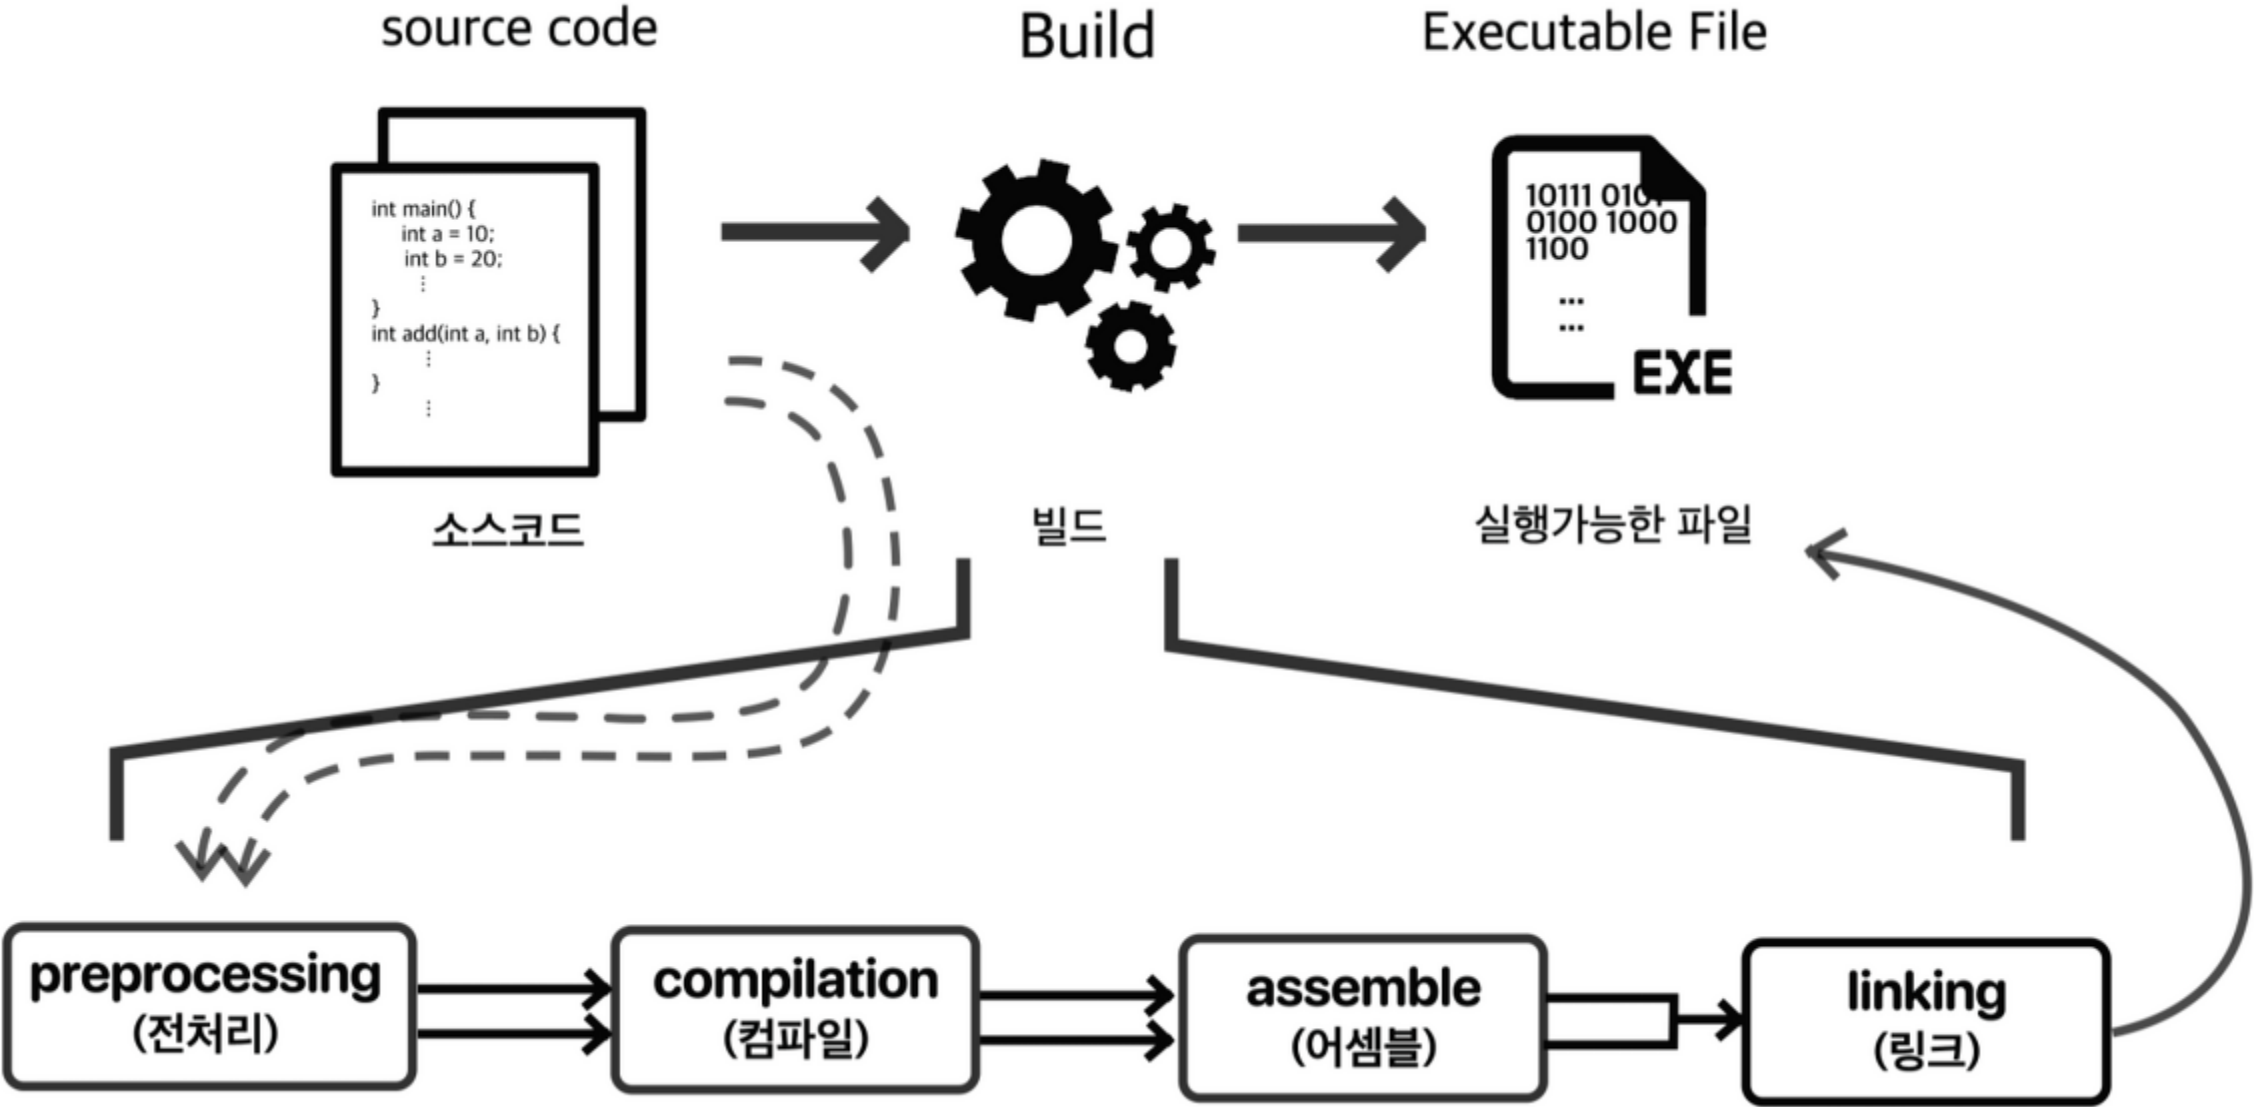 source code
Build
Executable File
int main() {
int a = 10;
int b = 20;
⋮
}
int add(int a, int b) {
⋮
}
⋮
10111 0101
0100 1000
1100
...
...
EXE
소스코드
빌드
실행가능한 파일
preprocessing
(전처리)
compilation
(컴파일)
assemble
(어셈블)
linking
(링크)